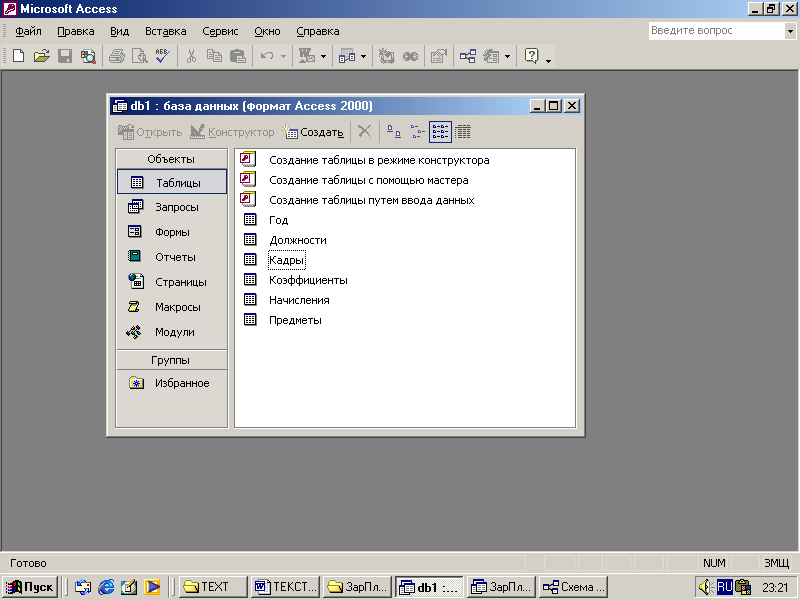 Microsoft Access
Файл Правка Вид Вставка Сервис Окно Справка
Введите вопрос
db1 : база данных (формат Access 2000)
Открыть Конструктор Создать
Объекты
Таблицы
Запросы
Формы
Отчеты
Страницы
Макросы
Модули
Группы
Избранное
Создание таблицы в режиме конструктора
Создание таблицы с помощью мастера
Создание таблицы путем ввода данных
Год
Должности
Кадры
Коэффициенты
Начисления
Предметы
Готово
NUM ЗМЩ
Пуск TEXT ТЕКСТ... ЗарПл... db1 :... ЗарПл... Схема ... RU 23:21